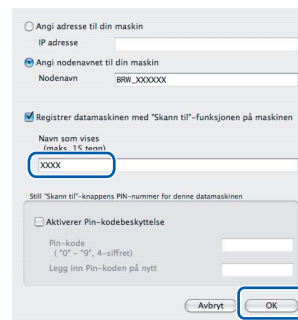 Angi adresse til din maskin
IP adresse
Angi nodenavnet til din maskin
Nodenavn BRW_XXXXXX
Registrer datamaskinen med "Skann til"-funksjonen på maskinen
Navn som vises
(maks. 15 tegn)
XXXX
Still "Skann til"-knappens PIN-nummer for denne datamaskinen
Aktiverer Pin-kodebeskyttelse
Pin-kode
( "0" - "9", 4-siffret)
Legg inn Pin-koden på nytt
Avbryt OK